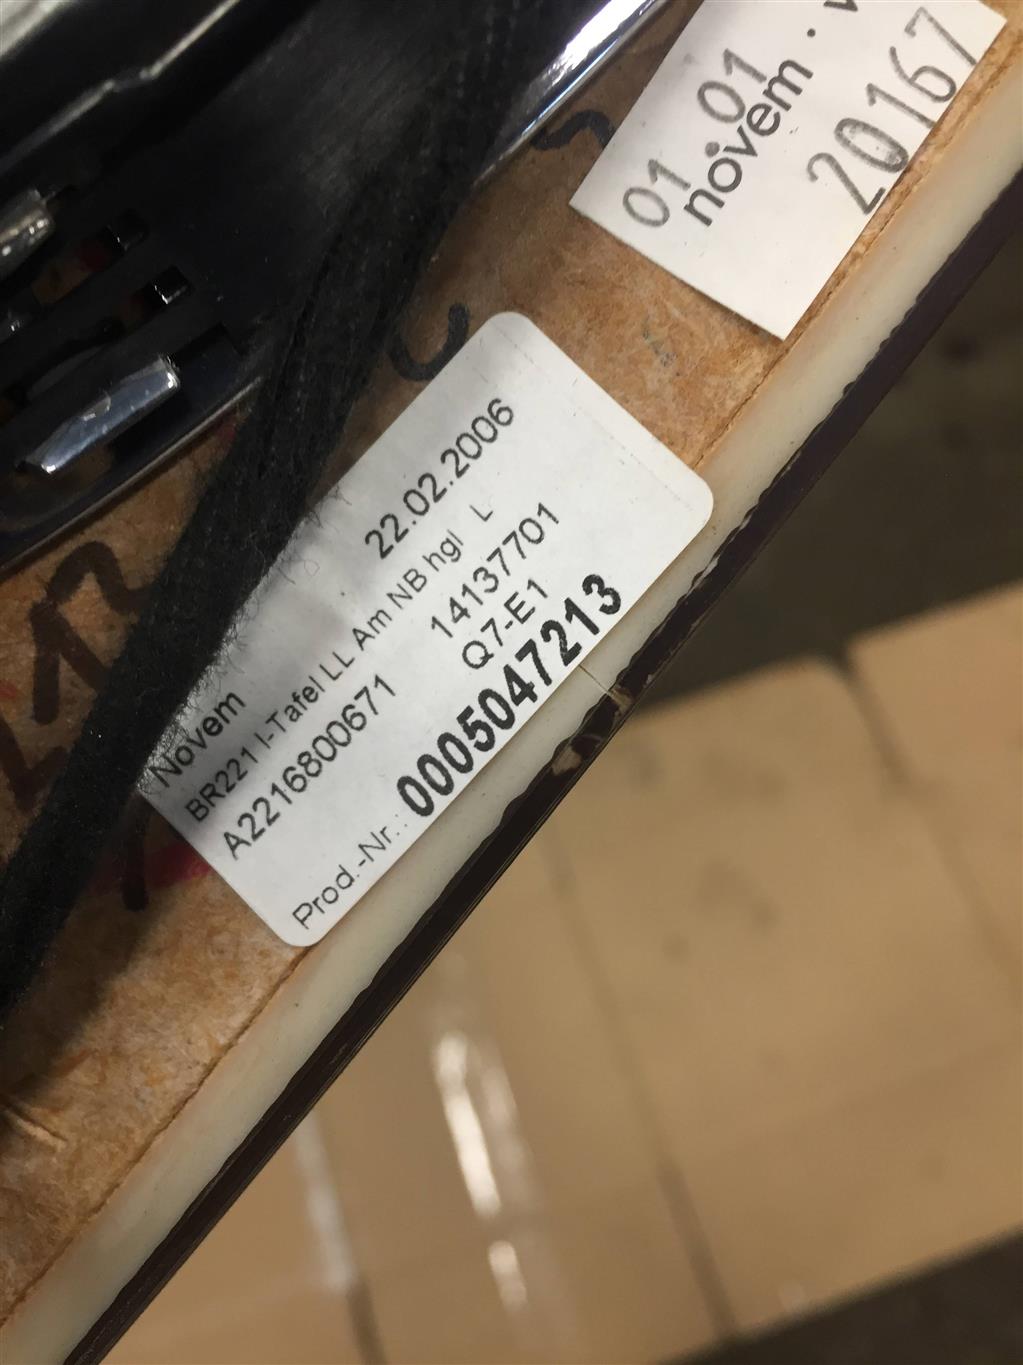 01.01
novem .
20167
Novem 22.02.2006
BR221 I-Tafel LL Am NB hgl L
A2216800671 14137701
Q7-E1
Prod.-Nr.: 0005047213